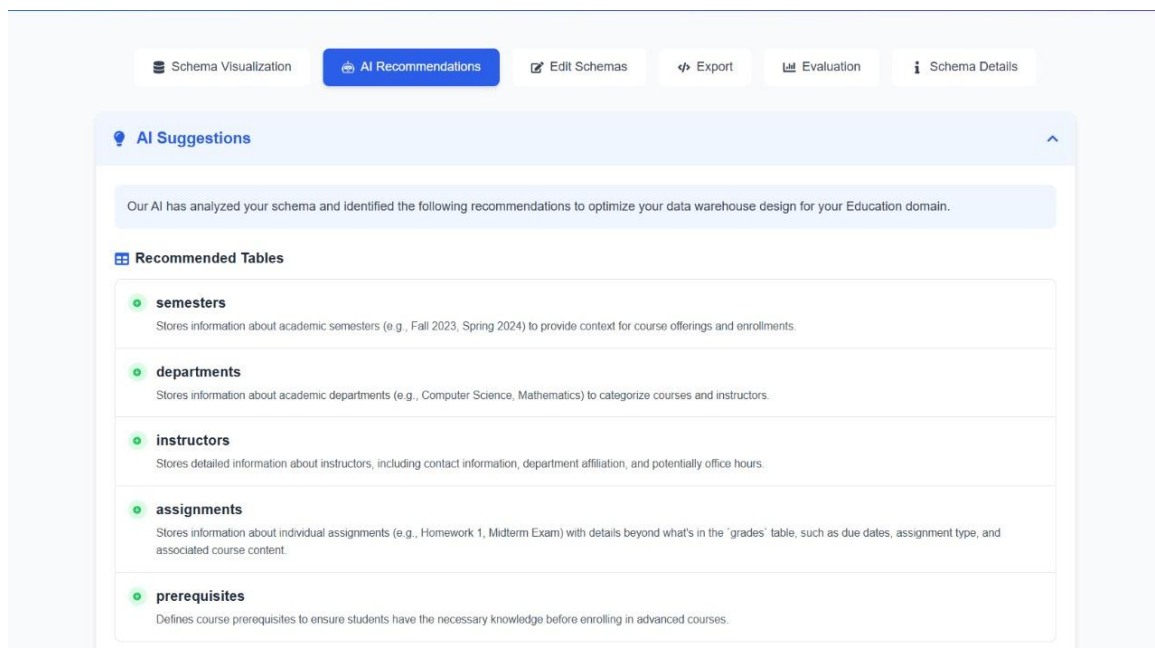 Schema Visualization
AI Recommendations
Edit Schemas
Export
Evaluation
Schema Details
AI Suggestions
Our AI has analyzed your schema and identified the following recommendations to optimize your data warehouse design for your Education domain.
Recommended Tables
semesters
Stores information about academic semesters (e.g., Fall 2023, Spring 2024) to provide context for course offerings and enrollments.
departments
Stores information about academic departments (e.g., Computer Science, Mathematics) to categorize courses and instructors.
instructors
Stores detailed information about instructors, including contact information, department affiliation, and potentially office hours.
assignments
Stores information about individual assignments (e.g., Homework 1, Midterm Exam) with details beyond what's in the `grades` table, such as due dates, assignment type, and
associated course content.
prerequisites
Defines course prerequisites to ensure students have the necessary knowledge before enrolling in advanced courses.